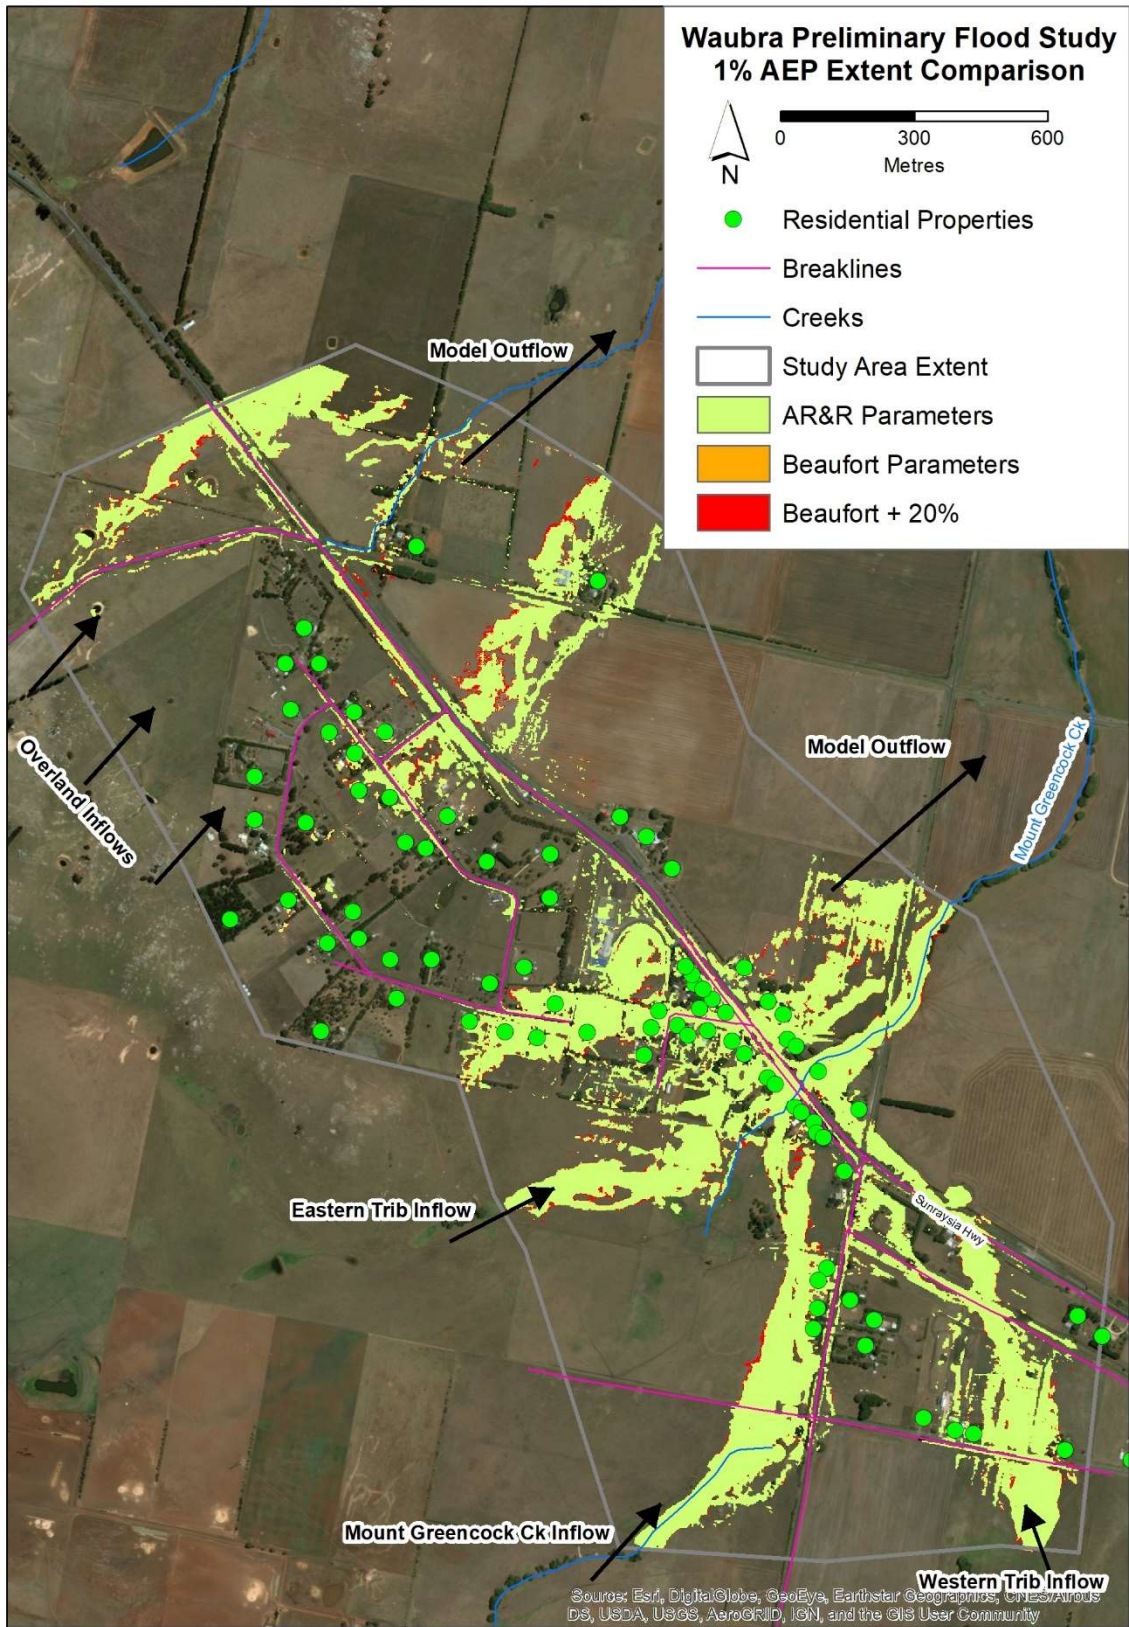 Waubra Preliminary Flood Study
1% AEP Extent Comparison
0 300 600
Metres
N
Residential Properties
Breaklines
Creeks
Study Area Extent
AR&R Parameters
Beaufort Parameters
Beaufort + 20%
Model Outflow
Overland Inflows
Model Outflow
Mount Greencock Ck
Eastern Trib Inflow
Sunraysia Hwy
Mount Greencock Ck Inflow
Western Trib Inflow
Source: Esri, DigitalGlobe, GeoEye, Earthstar Geographics, CNES/Airbus
DS, USDA, USGS, AeroGRID, IGN, and the GIS User Community